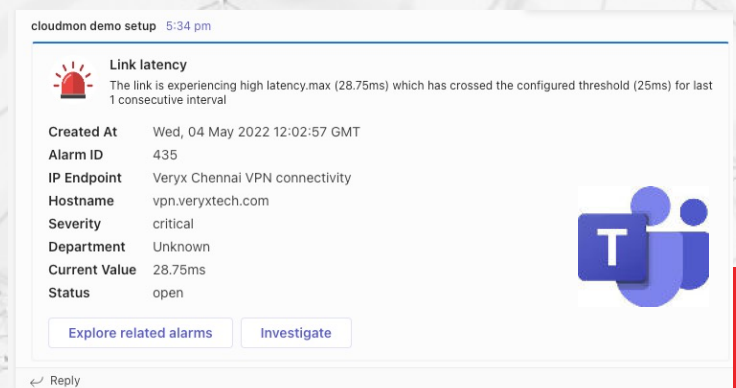 cloudmon demo setup 5:34 pm
Link latency
The link is experiencing high latency.max (28.75ms) which has crossed the configured threshold (25ms) for last
1 consecutive interval
Created At Wed, 04 May 2022 12:02:57 GMT
Alarm ID 435
IP Endpoint Veryx Chennai VPN connectivity
Hostname vpn.veryxtech.com
Severity critical
Department Unknown
Current Value 28.75ms
Status open
T
Explore related alarms Investigate
Reply